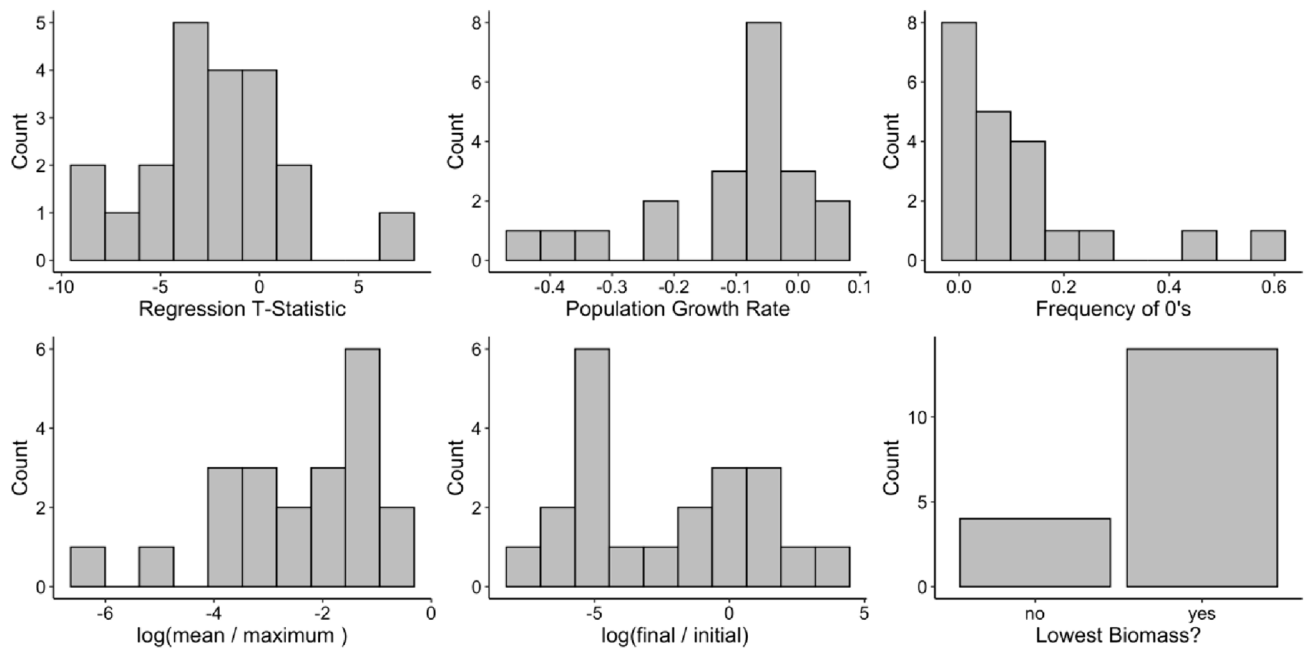 5
4
3
2
1
0
Count
-10 -5 0 5
Regression T-Statistic
8
6
4
2
0
Count
-0.4 -0.3 -0.2 -0.1 0.0 0.1
Population Growth Rate
8
6
4
2
0
Count
0.0 0.2 0.4 0.6
Frequency of 0's
6
4
2
0
Count
-6 -4 -2 0
log(mean / maximum )
6
4
2
0
Count
-5 0 5
log(final / initial)
10
5
0
Count
no yes
Lowest Biomass?